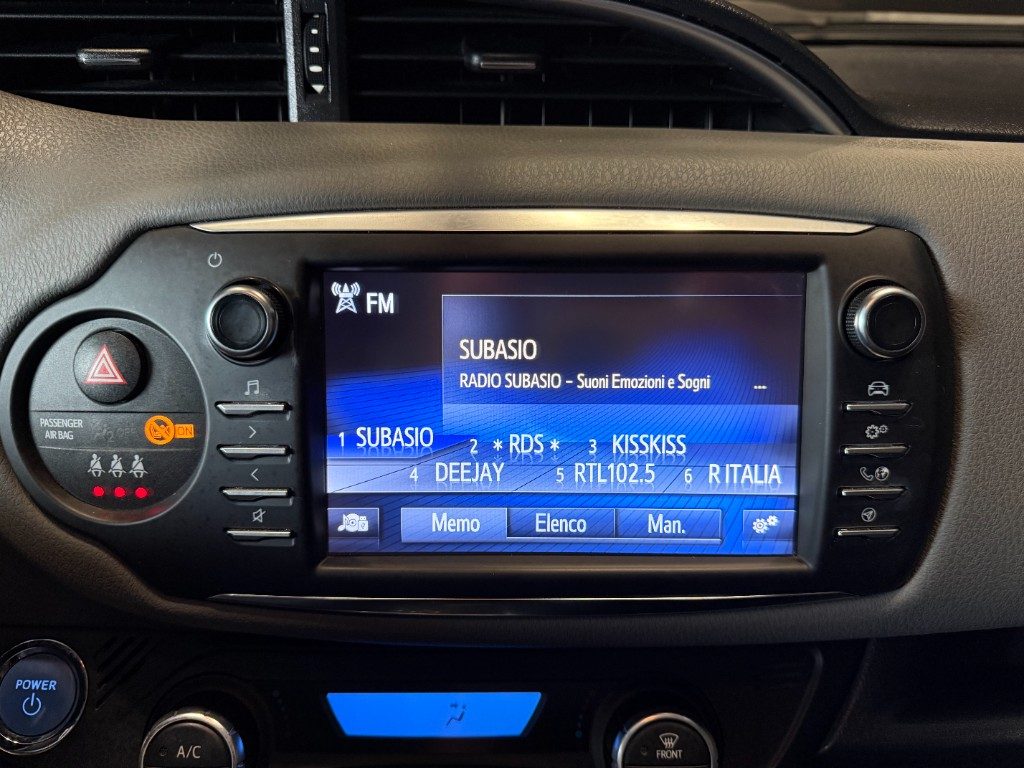 FM
SUBASIO
RADIO SUBASIO – Suoni Emozioni e Sogni ...
1 SUBASIO 2 *RDS* 3 KISSKISS
4 DEEJAY 5 RTL102.5 6 R ITALIA
Memo Elenco Man.
PASSENGER
AIR BAG
OFF ON
POWER
A/C
FRONT